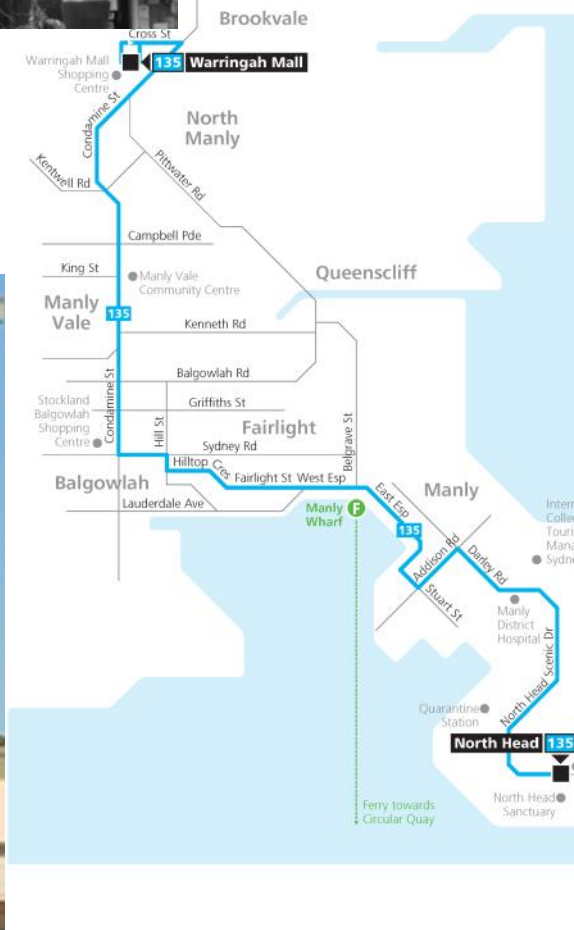 Brookvale
Cross St
Warringah Mall
Shopping
Centre
135 Warringah Mall
Condamine St
North
Manly
Kentwell Rd
Pittwater Rd
Campbell Pde
King St
Manly Vale
Community Centre
Queenscliff
Manly
Vale
135
Kenneth Rd
Balgowlah Rd
Stockland
Balgowlah
Shopping
Centre
Condamine St
Griffiths St
Hill St
Fairlight
Sydney Rd
Belgrave St
Hilltop Cres
Balgowlah
Fairlight St
West Esp
Lauderdale Ave
Manly
Wharf
F
East Esp
Manly
135
Addison Rd
Darley Rd
Stuart St
Manly
District
Hospital
North Head Scenic Dr
Quarantine
Station
North Head 135
North Head
Sanctuary
Ferry towards
Circular Quay